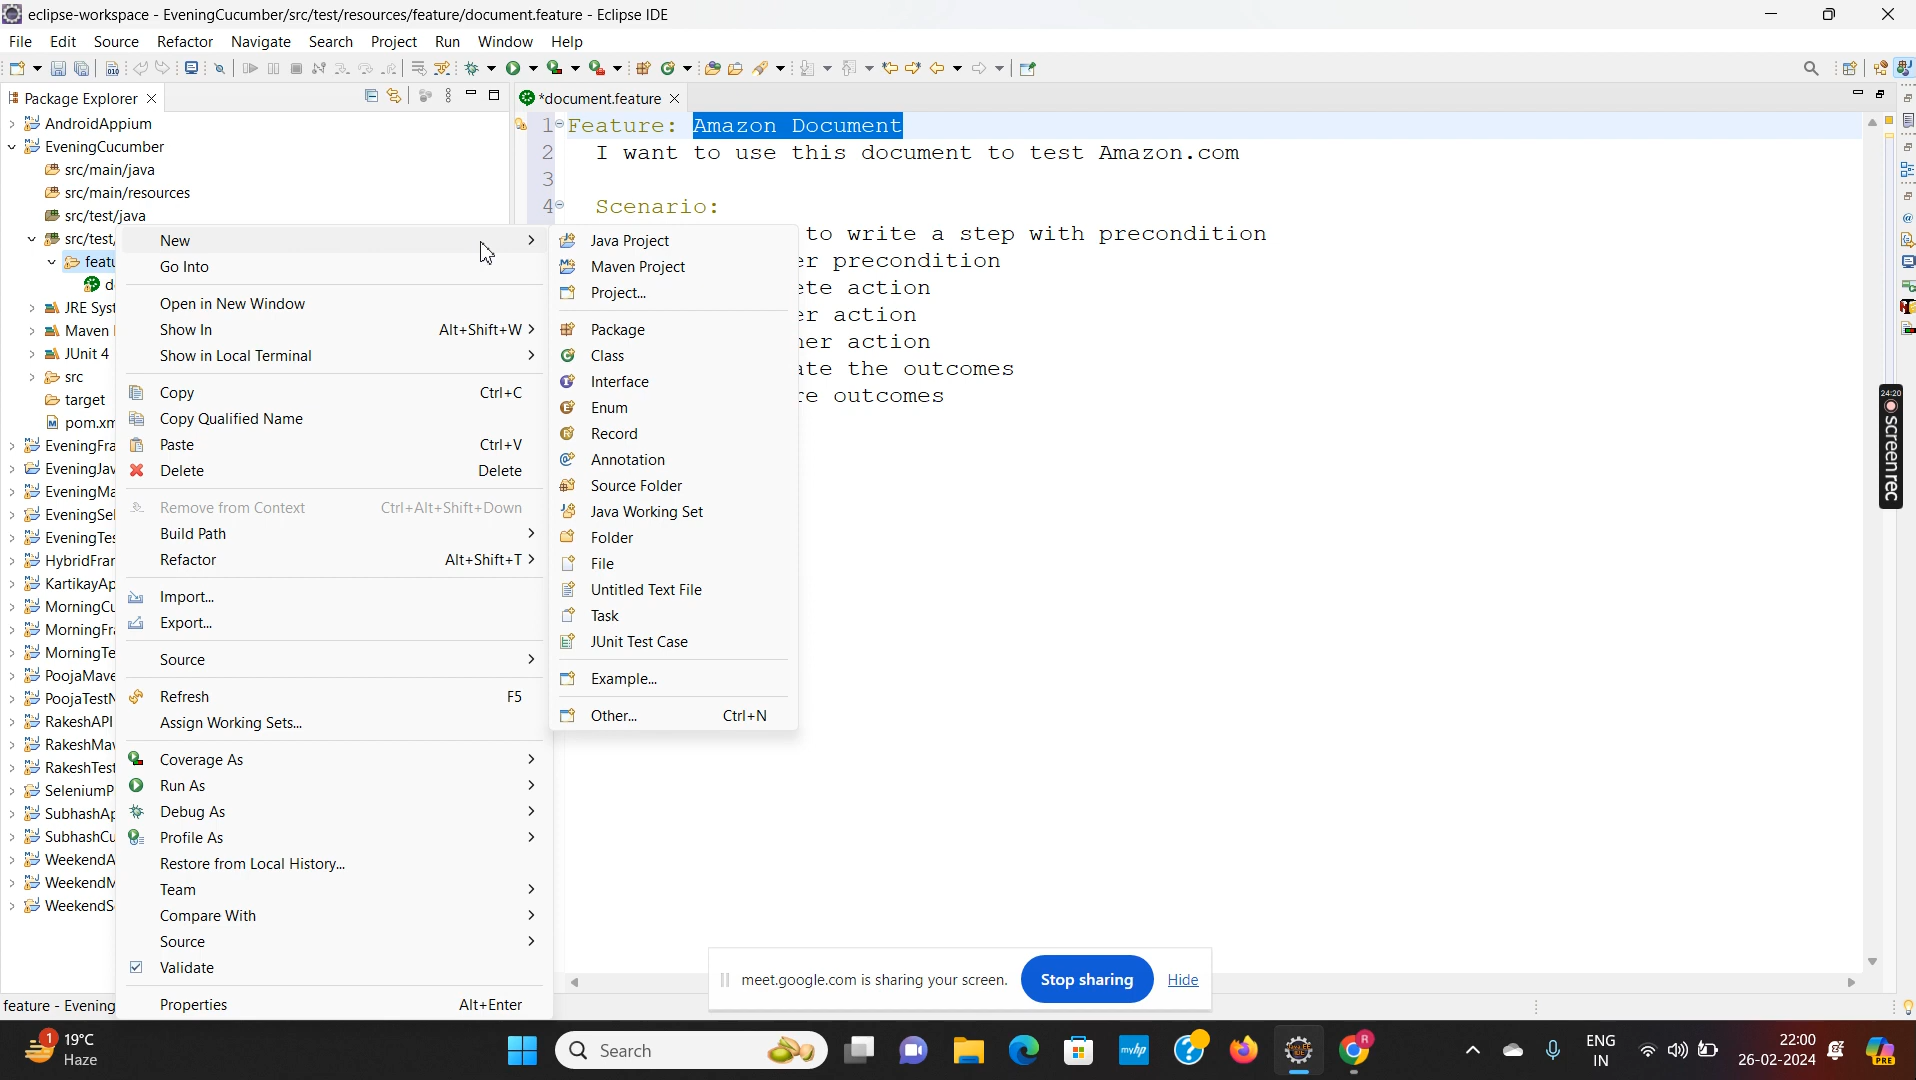 eclipse-workspace - EveningCucumber/src/test/resources/feature/document.feature - Eclipse IDE
File Edit Source Refactor Navigate Search Project Run Window Help
Package Explorer
*document.feature
AndroidAppium
EveningCucumber
src/main/java
src/main/resources
src/test/java
src/test/
featu
d
JRE Syst
Maven
JUnit 4
src
target
pom.xm
EveningFra
EveningJav
EveningMa
EveningSel
EveningTes
HybridFrar
KartikayAp
MorningCu
MorningFra
MorningTe
PoojaMave
PoojaTestN
RakeshAPI
RakeshMav
RakeshTest
SeleniumP
SubhashAp
SubhashCu
WeekendA
WeekendM
WeekendS
New
Go Into
Open in New Window
Show In Alt+Shift+W
Show in Local Terminal
Copy Ctrl+C
Copy Qualified Name
Paste Ctrl+V
Delete Delete
Remove from Context Ctrl+Alt+Shift+Down
Build Path
Refactor Alt+Shift+T
Import...
Export...
Source
Refresh F5
Assign Working Sets...
Coverage As
Run As
Debug As
Profile As
Restore from Local History...
Team
Compare With
Source
Validate
Properties Alt+Enter
Java Project
Maven Project
Project...
Package
Class
Interface
Enum
Record
Annotation
Source Folder
Java Working Set
Folder
File
Untitled Text File
Task
JUnit Test Case
Example...
Other... Ctrl+N
1 Feature: Amazon Document
2 I want to use this document to test Amazon.com
3
4 Scenario:
to write a step with precondition
er precondition
ete action
er action
her action
ate the outcomes
re outcomes
24:20
screenrec
meet.google.com is sharing your screen. Stop sharing Hide
feature - Evening
1
19°C
Haze
Search
myhp
R
ENG
IN
22:00
26-02-2024
PRE